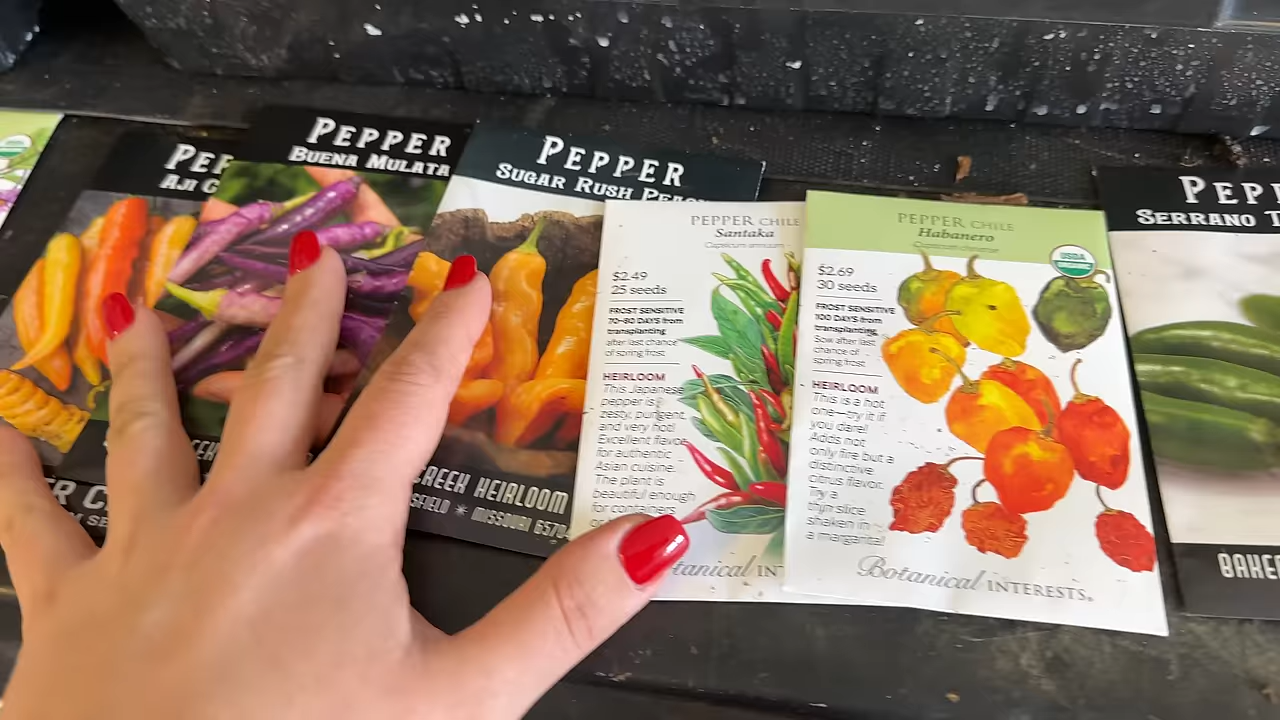 PEPPER
BUENA MULATA
PEPPER
SUGAR RUSH
CREEK HEIRLOOM
MISSOURI
PEPPER CHILE
Santaka
Capsicum annuum
$2.49
25 seeds
FROST SENSITIVE
70–80 DAYS from
transplanting
after last
chance of
spring frost
HEIRLOOM
This Japanese
pepper is
zesty, pungent,
and very hot!
Excellent flavor
for authentic
Asian cuisine.
The plant is
beautiful enough
for containers
PEPPER CHILE
Habanero
USDA
ORGANIC
$2.69
30 seeds
FROST SENSITIVE
100 DAYS from
transplanting
Sow after last
chance of
spring frost
HEIRLOOM
This is a hot
one—try it if
you dare!
Adds not
only fire but a
distinctive
citrus flavor.
Try a
thin slice
shaken in
a margarita!
Botanical INTERESTS®
SERRANO